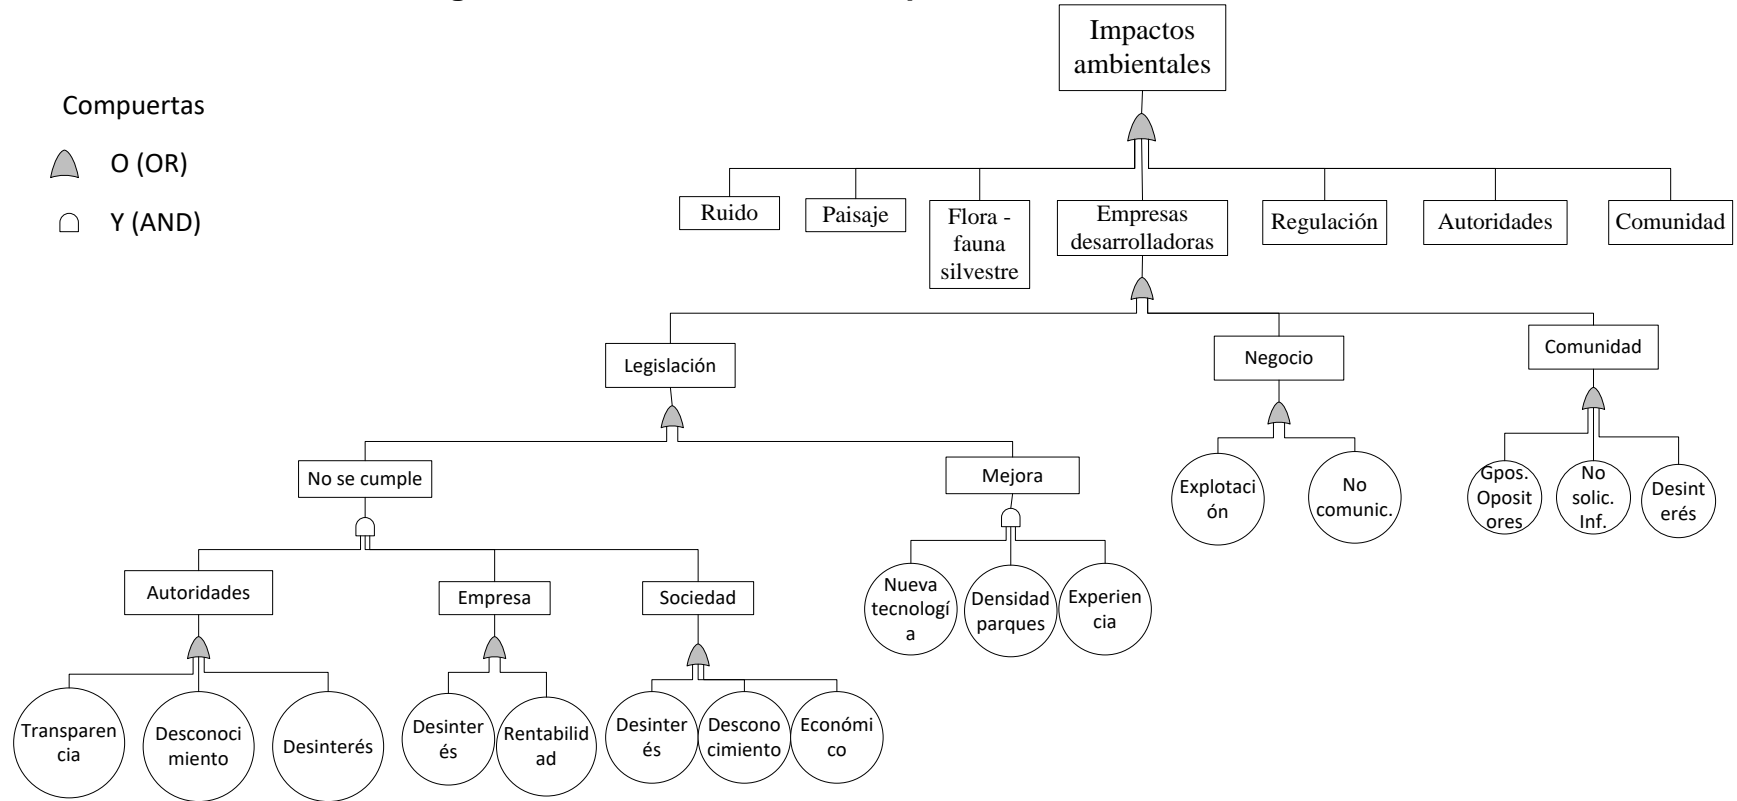 Impactos
ambientales
Compuertas
O (OR)
Y (AND)
Ruido
Paisaje
Flora -
fauna
silvestre
Empresas
desarrolladoras
Regulación
Autoridades
Comunidad
Legislación
Negocio
Comunidad
No se cumple
Mejora
Explotaci
ón
No
comunic.
Gpos.
Oposit
ores
No
solic.
Inf.
Desint
erés
Autoridades
Empresa
Sociedad
Nueva
tecnologí
a
Densidad
parques
Experien
cia
Transparen
cia
Desconoci
miento
Desinterés
Desinter
és
Rentabilid
ad
Desinter
és
Descono
cimiento
Económi
co